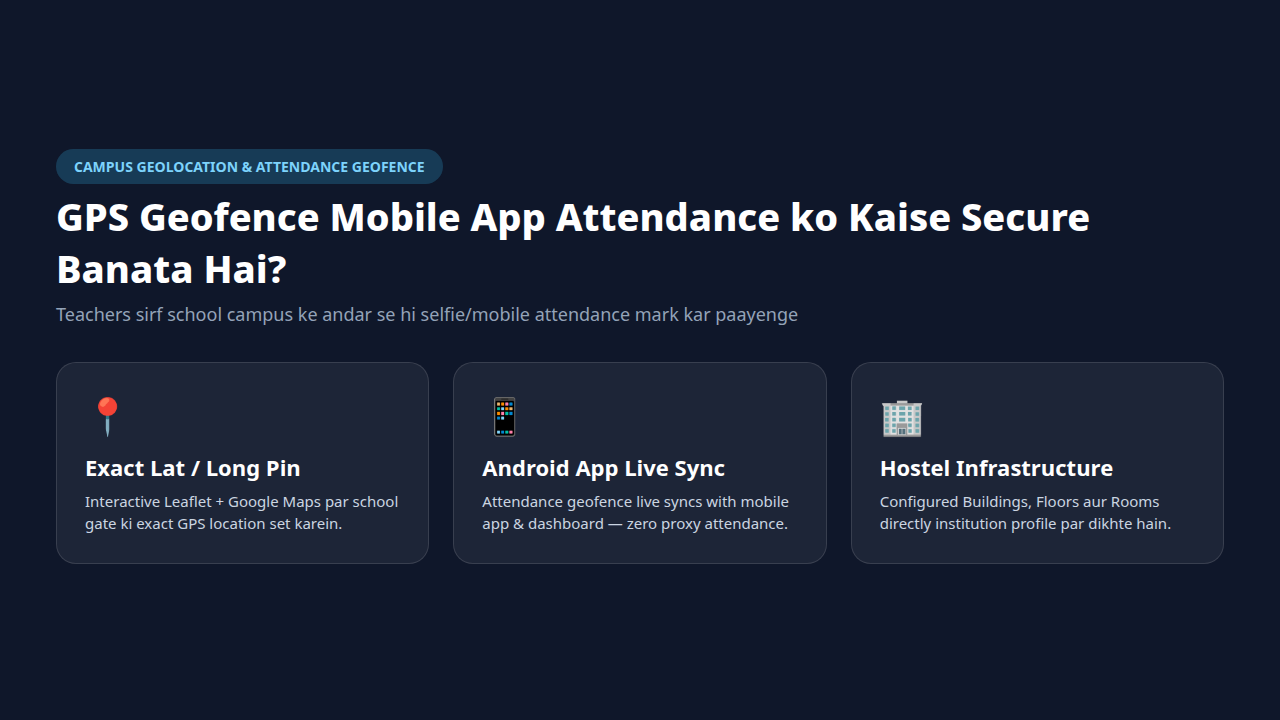 CAMPUS GEOLOCATION & ATTENDANCE GEOFENCE
GPS Geofence Mobile App Attendance ko Kaise Secure
Banata Hai?
Teachers sirf school campus ke andar se hi selfie/mobile attendance mark kar paayenge
Exact Lat / Long Pin
Interactive Leaflet + Google Maps par school
gate ki exact GPS location set karein.
Android App Live Sync
Attendance geofence live syncs with mobile
app & dashboard — zero proxy attendance.
Hostel Infrastructure
Configured Buildings, Floors aur Rooms
directly institution profile par dikhte hain.